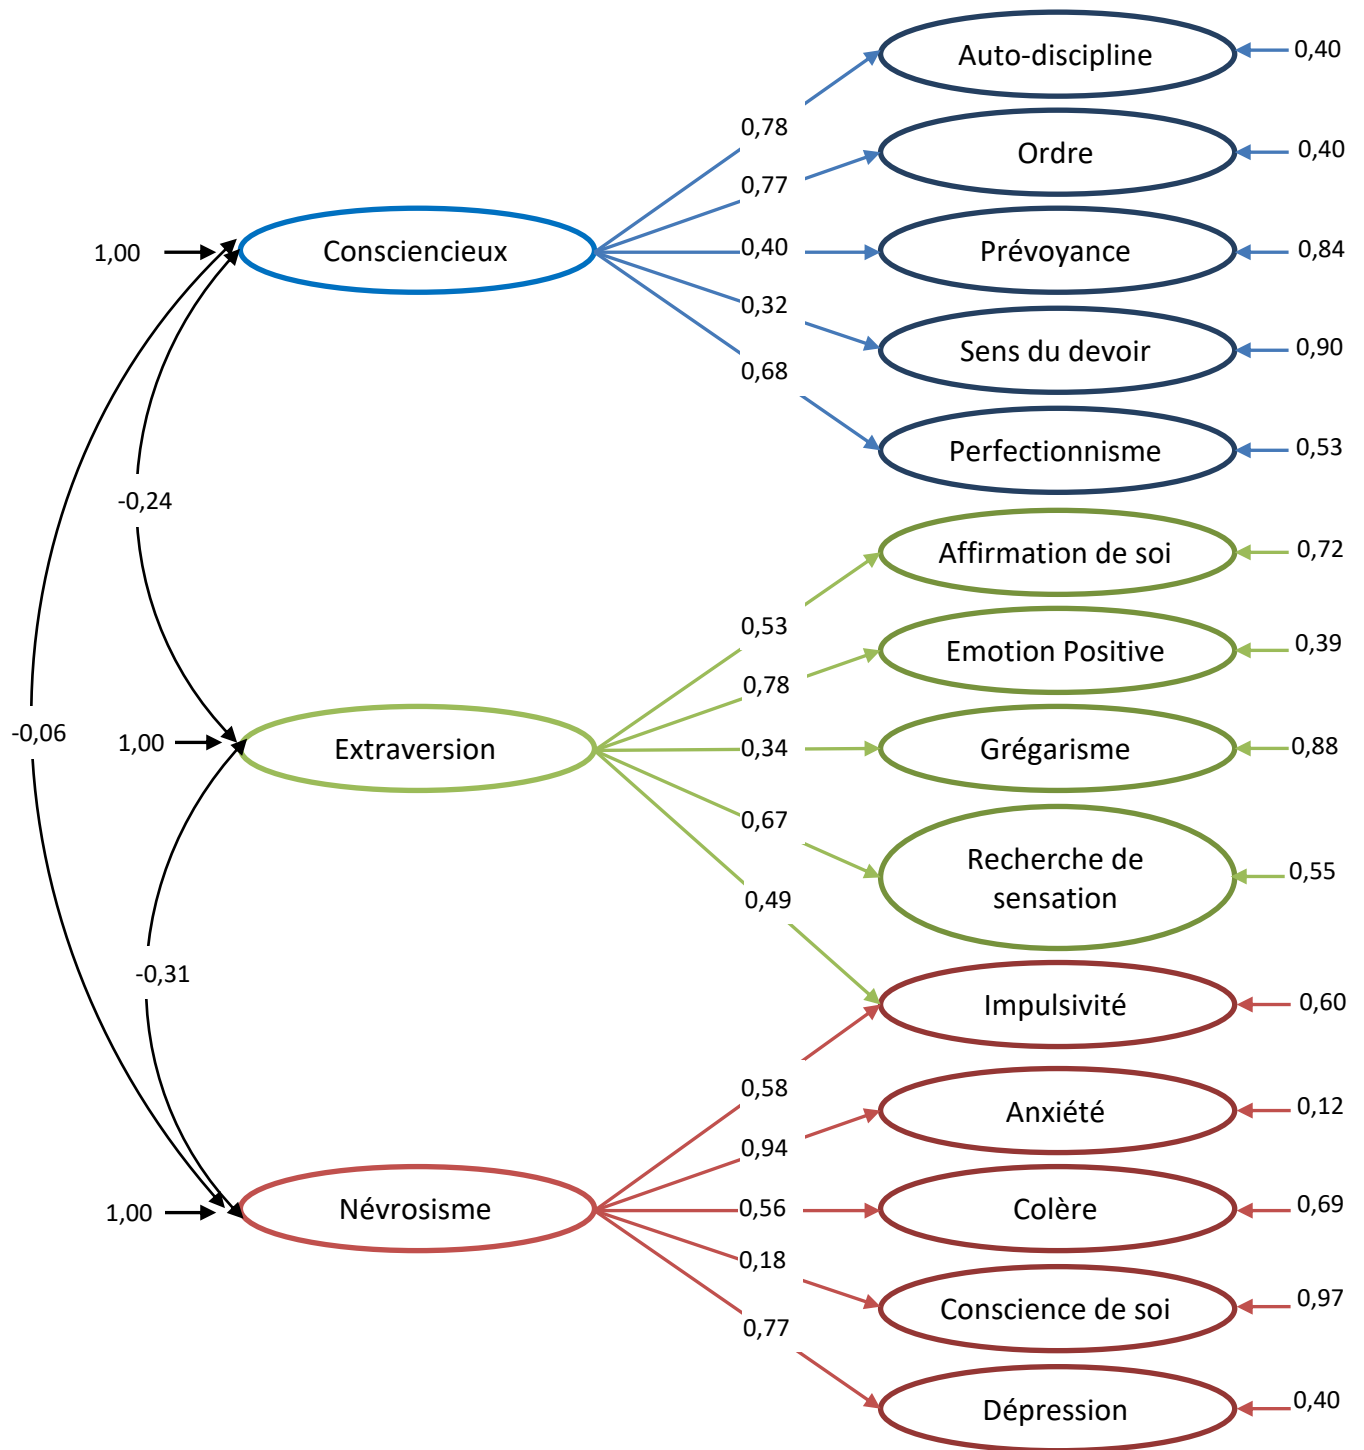 Auto-discipline
0,40
0,78
Ordre
0,40
0,77
1,00
Consciencieux
0,40
Prévoyance
0,84
0,32
Sens du devoir
0,90
0,68
Perfectionnisme
0,53
-0,24
Affirmation de soi
0,72
0,53
Emotion Positive
0,39
0,78
-0,06
1,00
Extraversion
0,34
Grégarisme
0,88
0,67
Recherche de
sensation
0,55
0,49
-0,31
Impulsivité
0,60
0,58
Anxiété
0,12
0,94
1,00
Névrosisme
0,56
Colère
0,69
0,18
Conscience de soi
0,97
0,77
Dépression
0,40